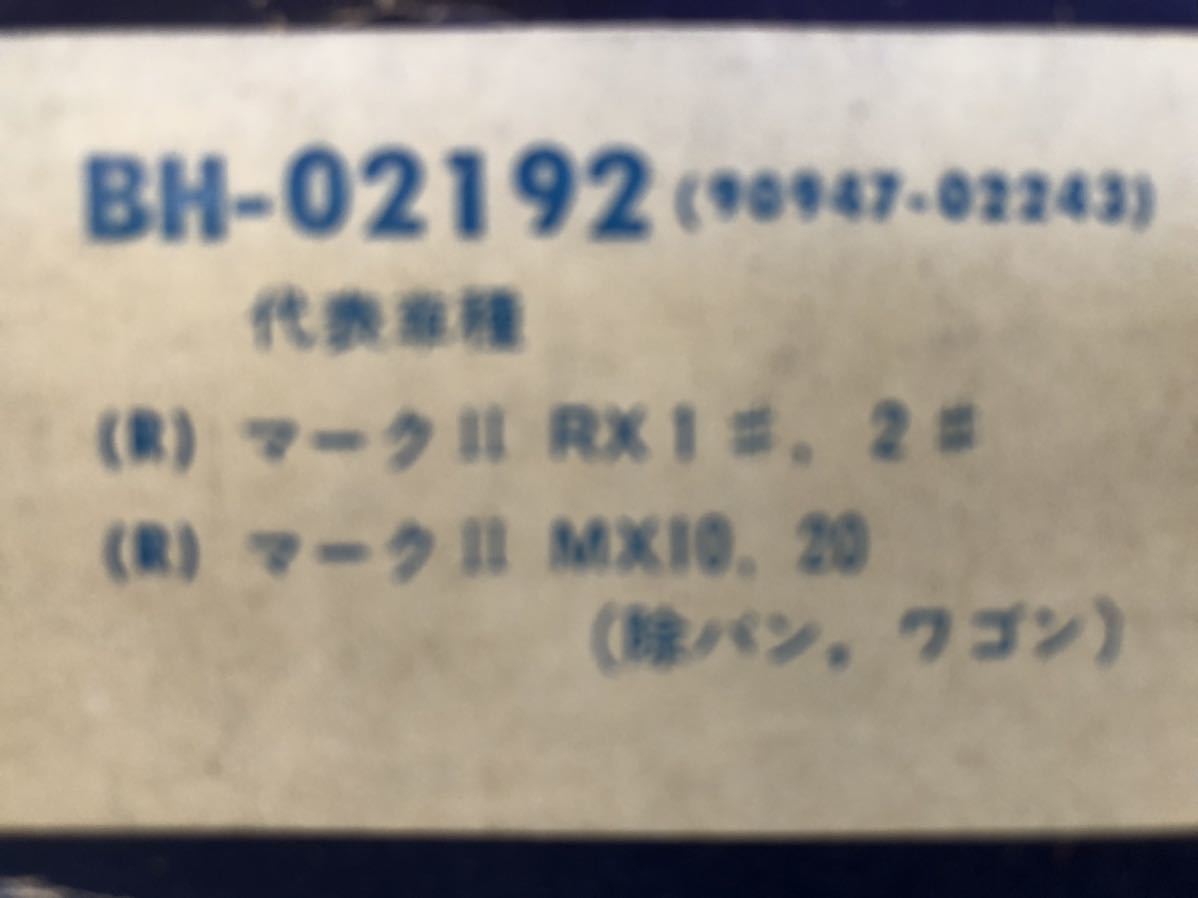 BH-02192 (90947-02243)
代表車種
(R) マークII RX1#, 2#
(R) マークII MX10, 20
(除バン, ワゴン)